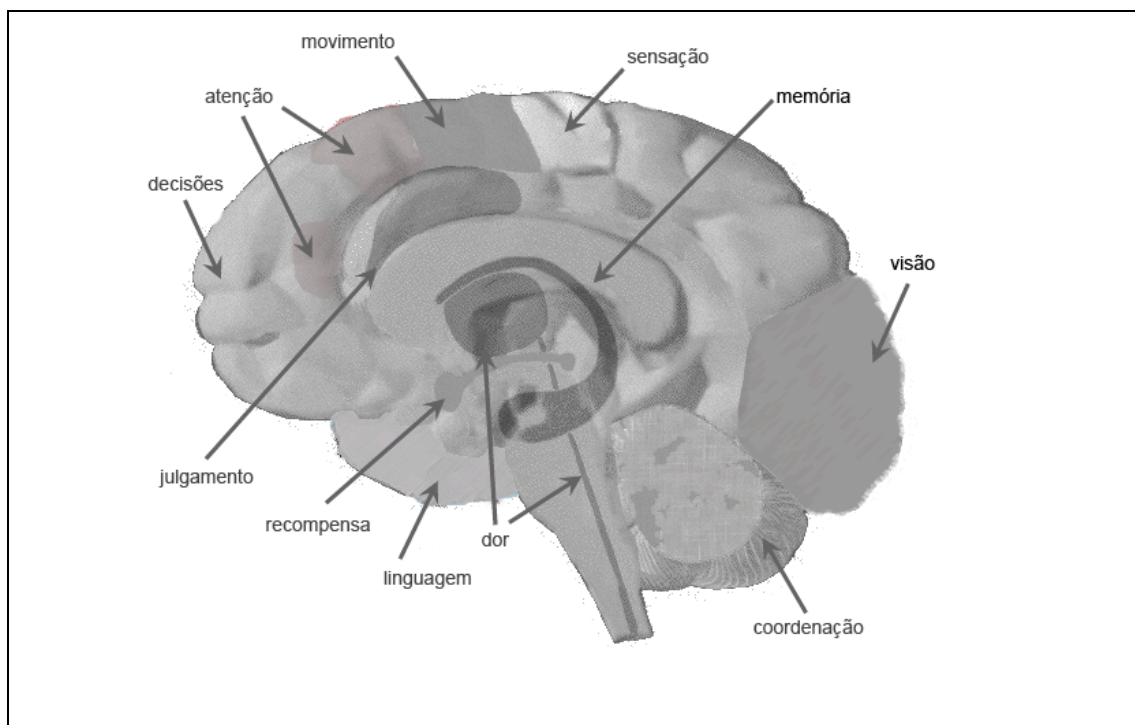 movimento
sensação
atenção
memória
decisões
visão
julgamento
recompensa
dor
linguagem
coordenação